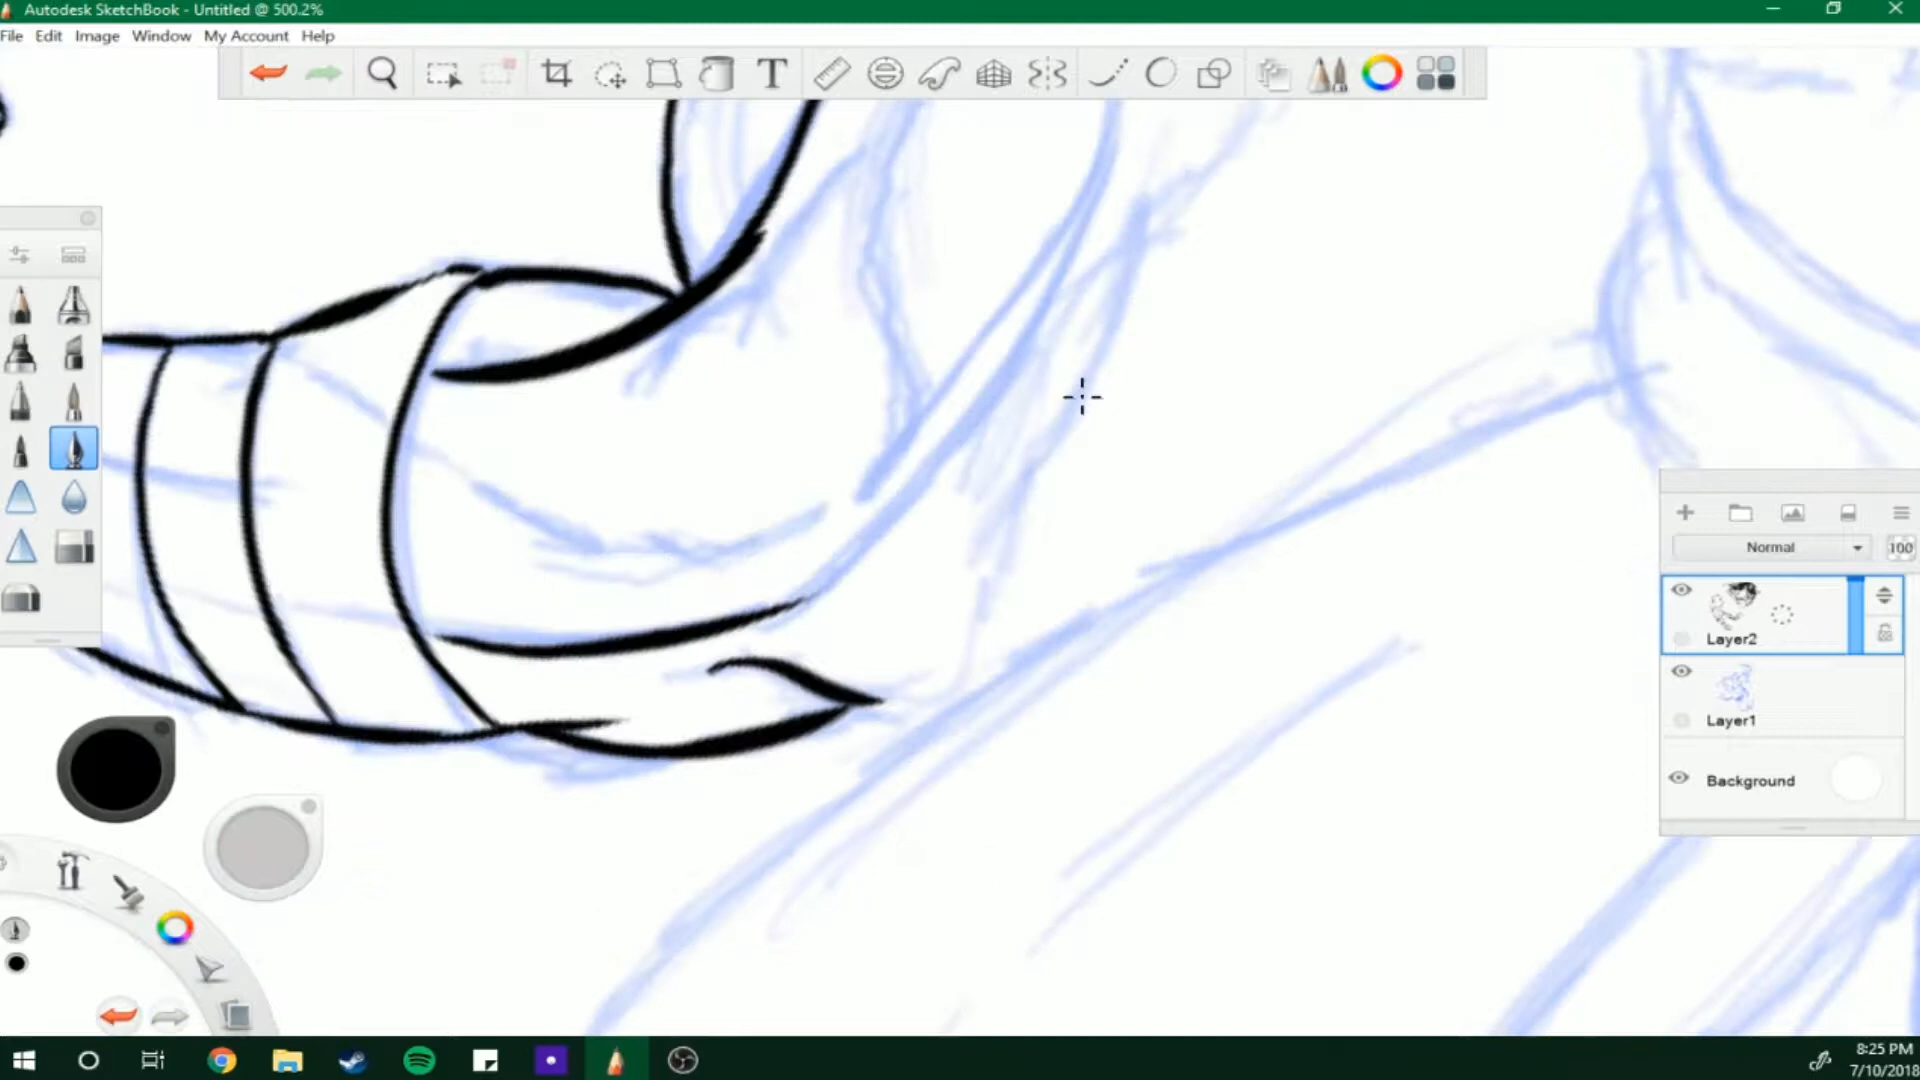 Autodesk SketchBook - Untitled @ 500.2%
File Edit Image Window My Account Help
T
Normal 100
Layer2
Layer1
Background
8:25 PM
7/10/2018